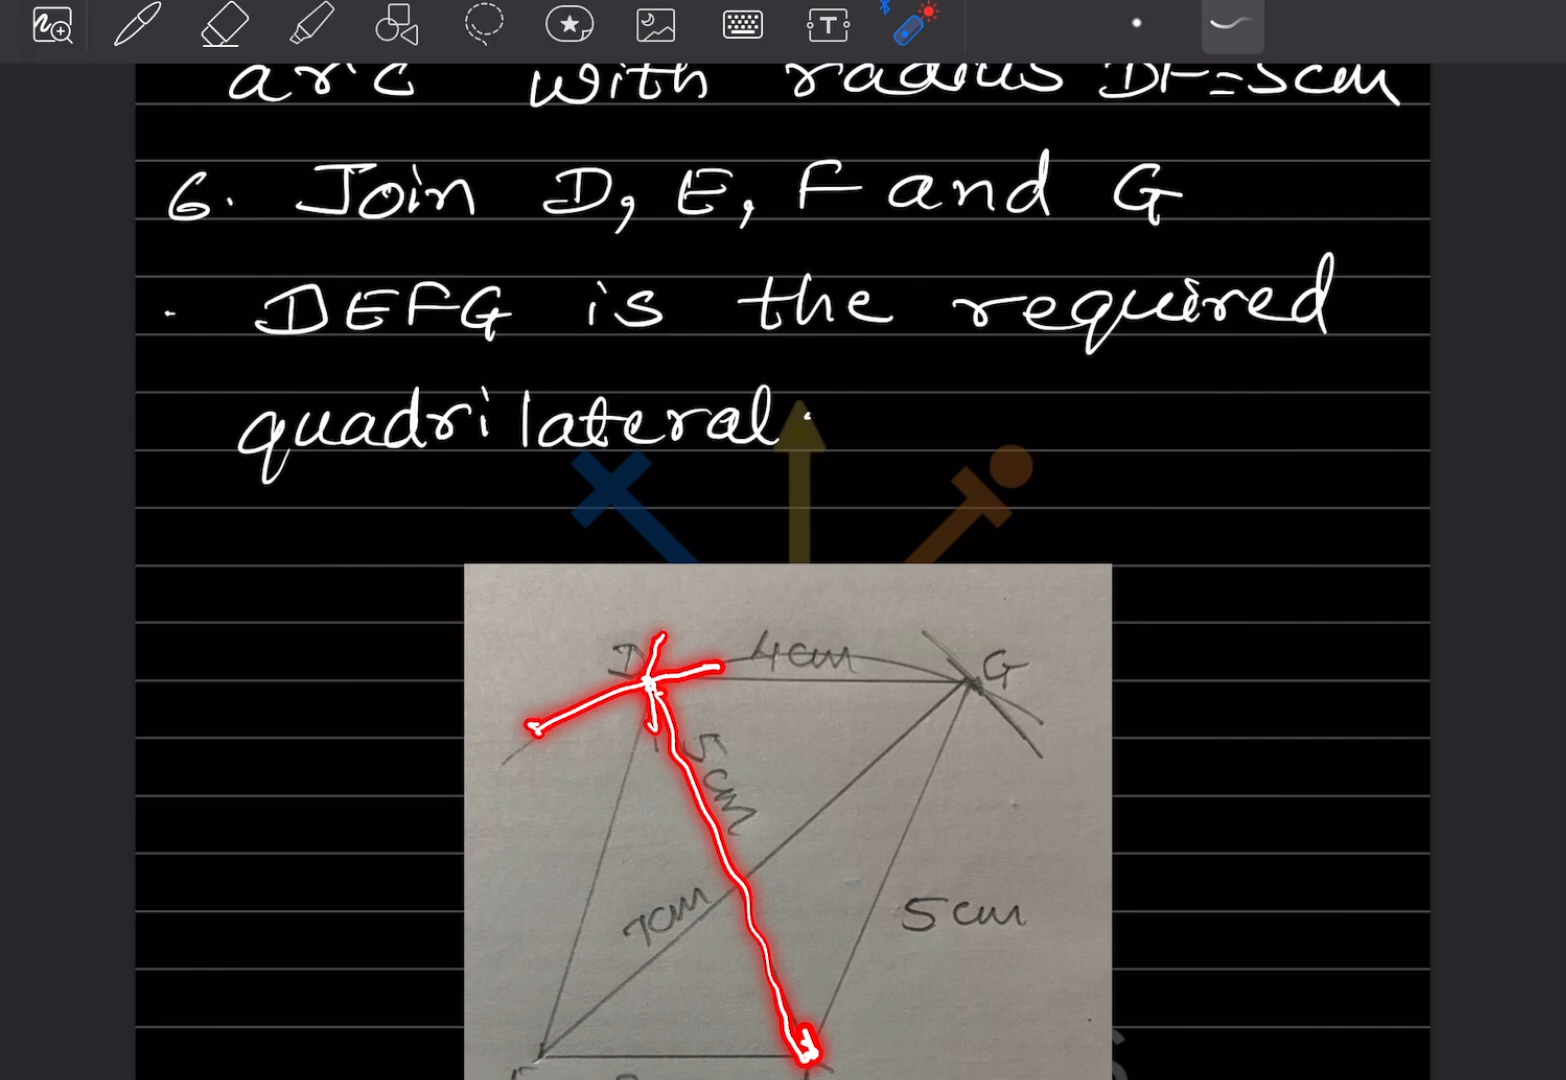 arc with radius DF=5cm
6. Join D, E, F and G
. DEFG is the required
quadrilateral.
D 4cm G
5cm
7cm 5cm